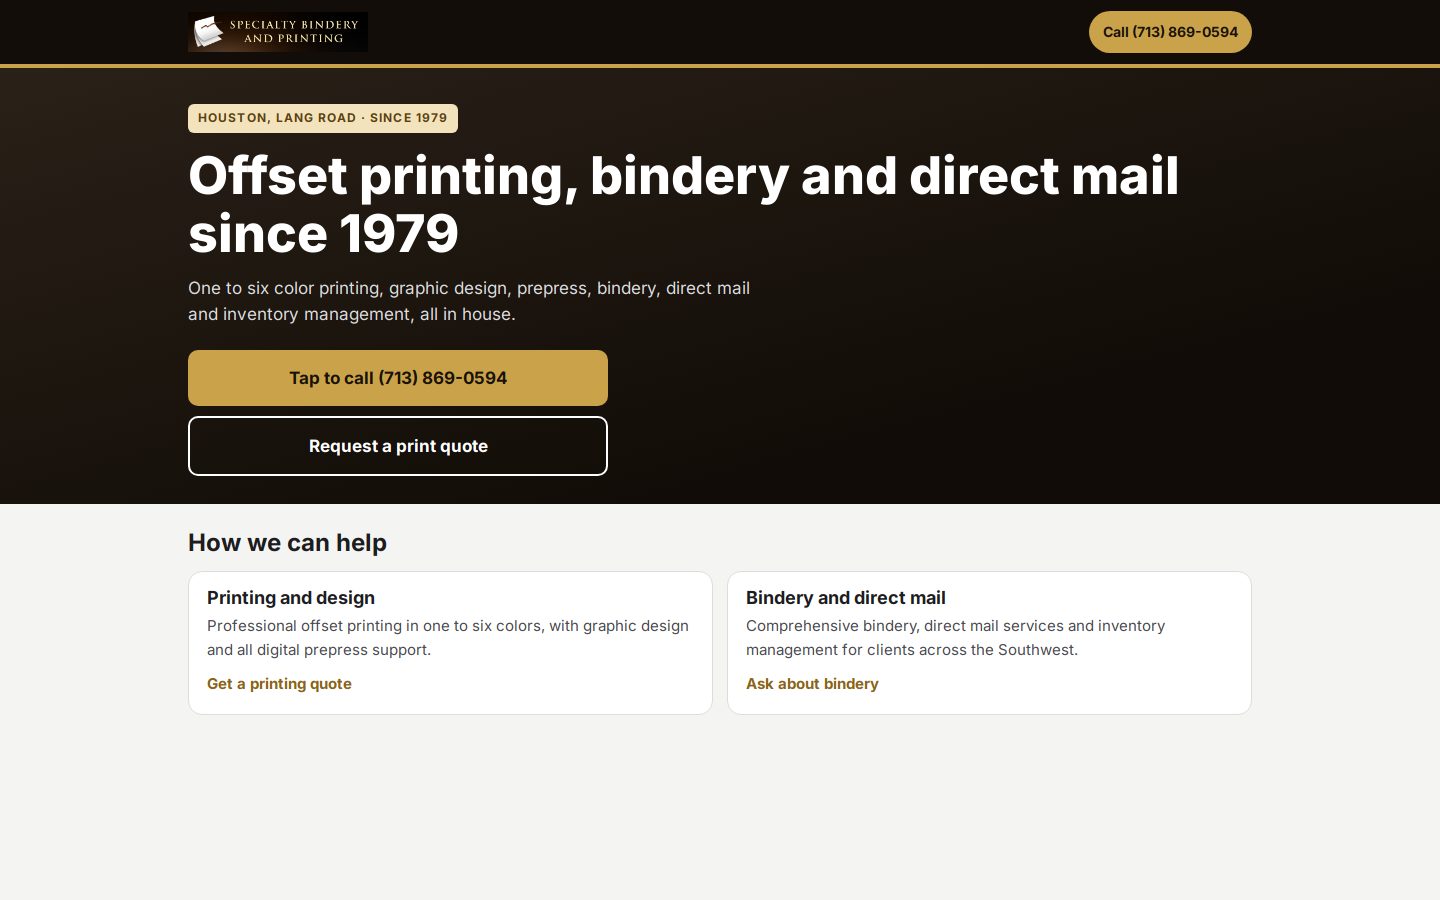 SPECIALTY BINDERY
AND PRINTING
Call (713) 869-0594
HOUSTON, LANG ROAD · SINCE 1979
Offset printing, bindery and direct mail
since 1979
One to six color printing, graphic design, prepress, bindery, direct mail
and inventory management, all in house.
Tap to call (713) 869-0594
Request a print quote
How we can help
Printing and design
Professional offset printing in one to six colors, with graphic design
and all digital prepress support.
Get a printing quote
Bindery and direct mail
Comprehensive bindery, direct mail services and inventory
management for clients across the Southwest.
Ask about bindery